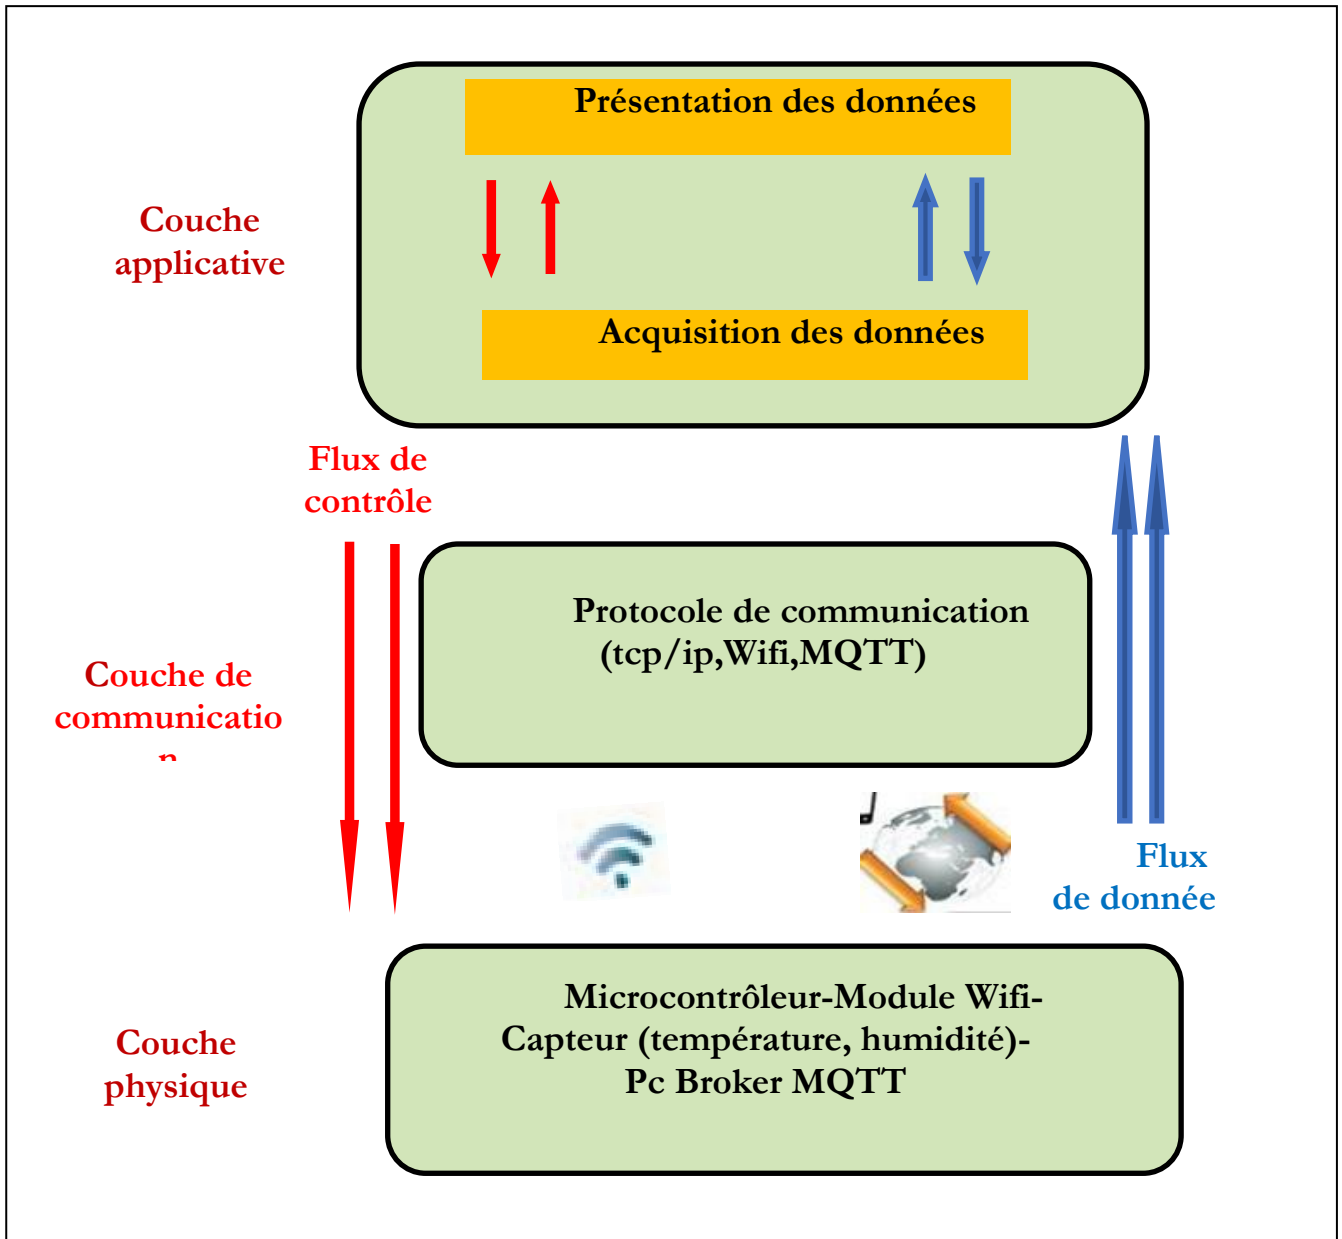 Présentation des données
Couche
applicative
Acquisition des données
Flux de
contrôle
Protocole de communication
(tcp/ip,Wifi,MQTT)
Couche de
communicatio
n
Flux
de donnée
Microcontrôleur-Module Wifi-
Capteur (température, humidité)-
Pc Broker MQTT
Couche
physique